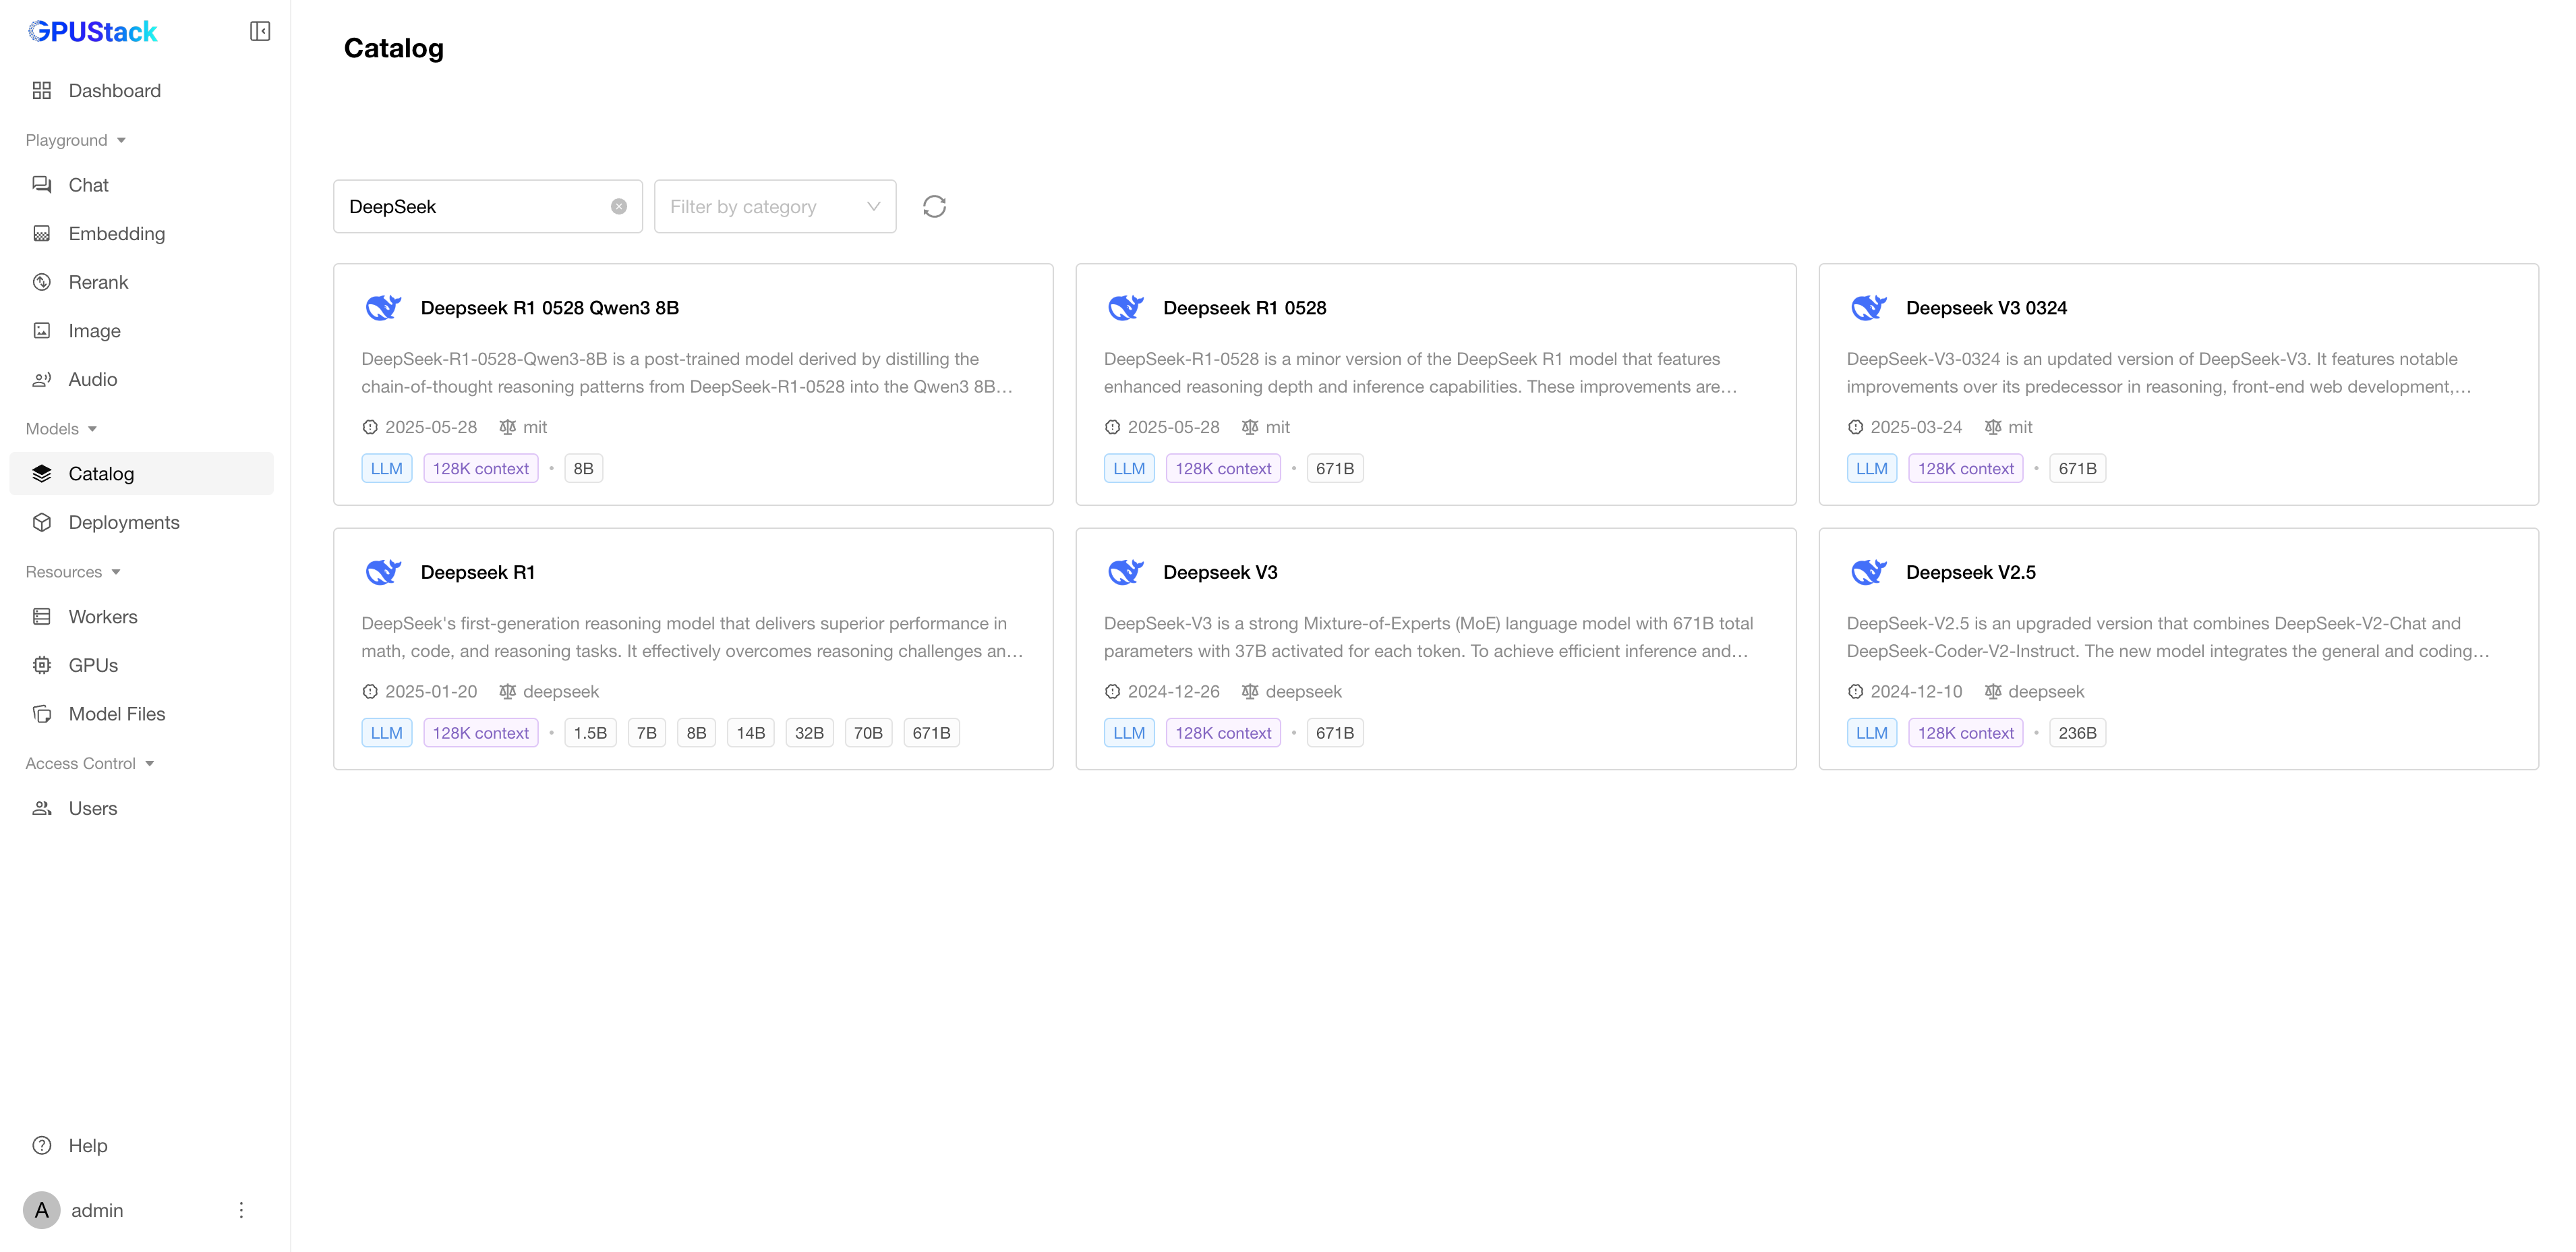 GPUStack
Dashboard
Playground
Chat
Embedding
Rerank
Image
Audio
Models
Catalog
Deployments
Resources
Workers
GPUs
Model Files
Access Control
Users
Help
A admin
Catalog
DeepSeek Filter by category
Deepseek R1 0528 Qwen3 8B
DeepSeek-R1-0528-Qwen3-8B is a post-trained model derived by distilling the
chain-of-thought reasoning patterns from DeepSeek-R1-0528 into the Qwen3 8B...
2025-05-28 mit
LLM 128K context • 8B
Deepseek R1 0528
DeepSeek-R1-0528 is a minor version of the DeepSeek R1 model that features
enhanced reasoning depth and inference capabilities. These improvements are...
2025-05-28 mit
LLM 128K context • 671B
Deepseek V3 0324
DeepSeek-V3-0324 is an updated version of DeepSeek-V3. It features notable
improvements over its predecessor in reasoning, front-end web development,...
2025-03-24 mit
LLM 128K context • 671B
Deepseek R1
DeepSeek's first-generation reasoning model that delivers superior performance in
math, code, and reasoning tasks. It effectively overcomes reasoning challenges an...
2025-01-20 deepseek
LLM 128K context • 1.5B 7B 8B 14B 32B 70B 671B
Deepseek V3
DeepSeek-V3 is a strong Mixture-of-Experts (MoE) language model with 671B total
parameters with 37B activated for each token. To achieve efficient inference and...
2024-12-26 deepseek
LLM 128K context • 671B
Deepseek V2.5
DeepSeek-V2.5 is an upgraded version that combines DeepSeek-V2-Chat and
DeepSeek-Coder-V2-Instruct. The new model integrates the general and coding...
2024-12-10 deepseek
LLM 128K context • 236B